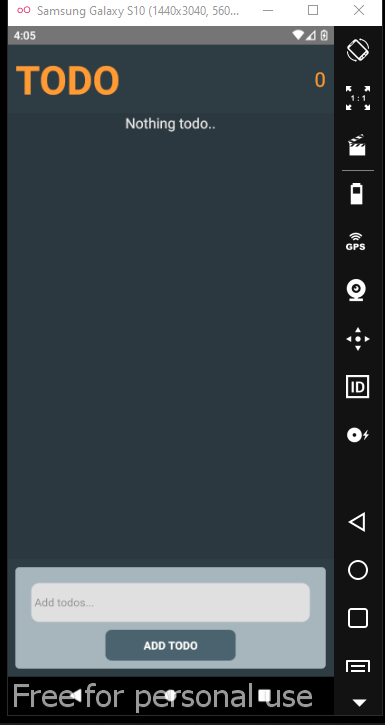 Samsung Galaxy S10 (1440x3040, 560...
4:05
TODO
0
Nothing todo..
Add todos...
ADD TODO
Free for personal use
1:1
GPS
ID